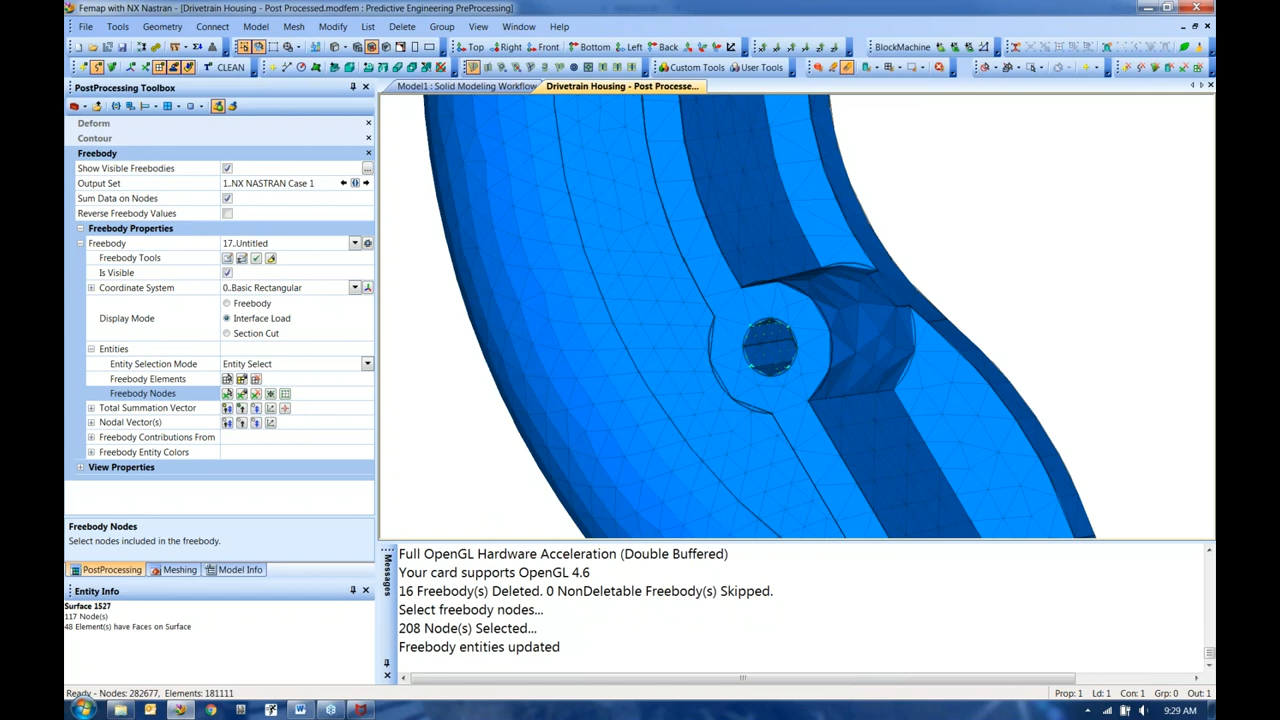 Femap with NX Nastran - [Drivetrain Housing - Post Processed.modfem] : Predictive Engineering PreProcessing]
File Tools Geometry Connect Model Mesh Modify List Delete Group View Window Help
Top Right Front Bottom Left Back BlockMachine
CLEAN Custom Tools User Tools
PostProcessing Toolbox
Model1 : Solid Modeling Workflow
Drivetrain Housing - Post Processe...
Deform
Contour
Freebody
Show Visible Freebodies
Output Set 1..NX NASTRAN Case 1
Sum Data on Nodes
Reverse Freebody Values
Freebody Properties
Freebody 17..Untitled
Freebody Tools
Is Visible
Coordinate System 0..Basic Rectangular
Freebody
Display Mode Interface Load
Section Cut
Entities
Entity Selection Mode Entity Select
Freebody Elements
Freebody Nodes
Total Summation Vector
Nodal Vector(s)
Freebody Contributions From
Freebody Entity Colors
View Properties
Freebody Nodes
Select nodes included in the freebody.
PostProcessing Meshing Model Info
Entity Info
Surface 1527
117 Node(s)
48 Element(s) have Faces on Surface
Messages
Full OpenGL Hardware Acceleration (Double Buffered)
Your card supports OpenGL 4.6
16 Freebody(s) Deleted. 0 NonDeletable Freebody(s) Skipped.
Select freebody nodes...
208 Node(s) Selected...
Freebody entities updated
Ready - Nodes: 282677, Elements: 181111
Prop: 1 Ld: 1 Con: 1 Grp: 0 Out: 1
9:29 AM